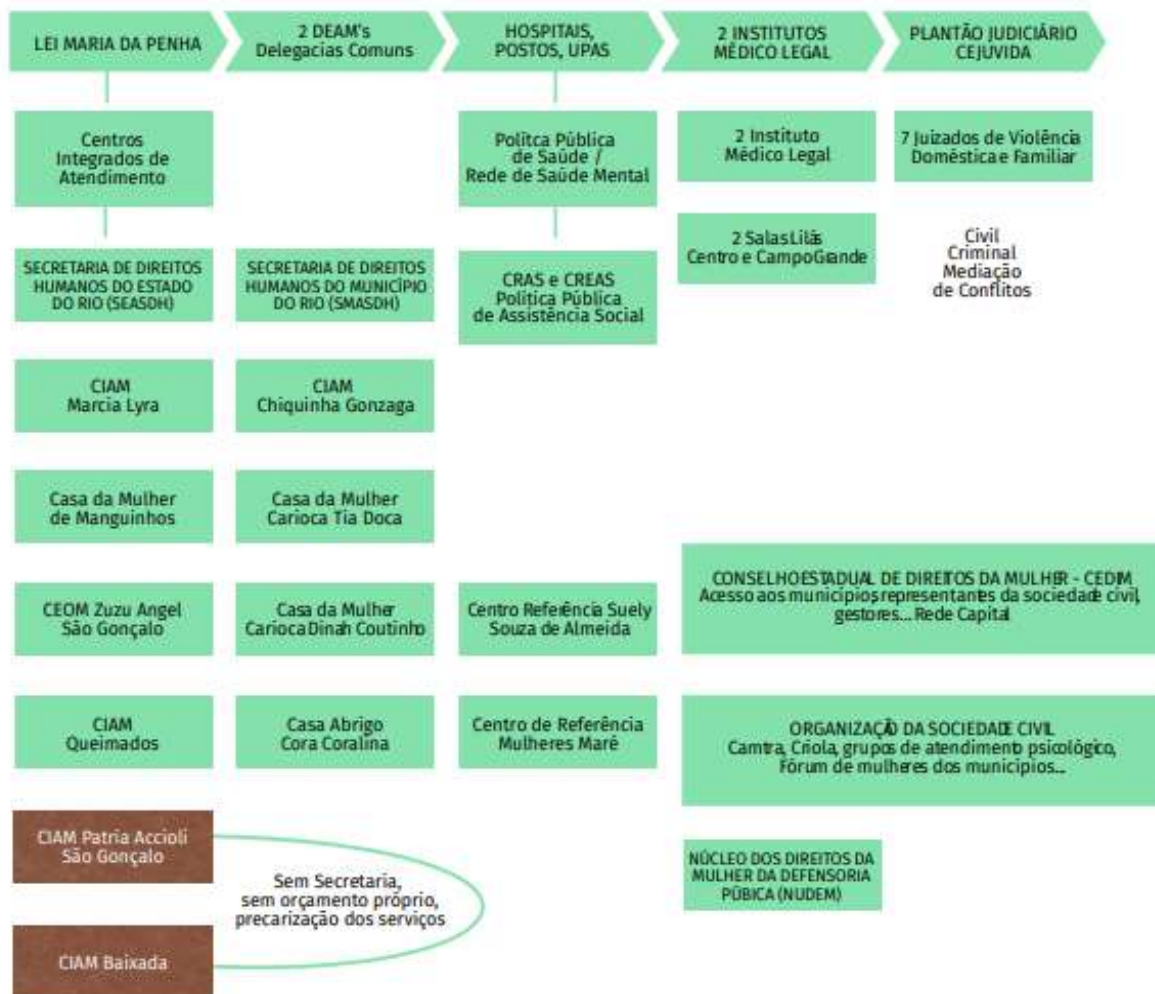 LEI MARIA DA PENHA
2 DEAM's
Delegacias Comuns
HOSPITAIS,
POSTOS, UPAS
2 INSTITUTOS
MÉDICO LEGAL
PLANTÃO JUDICIÁRIO
CEJUVIDA
Centros
Integrados de
Atendimento
Polítca Pública
de Saúde /
Rede de Saúde Mental
2 Instituto
Médico Legal
7 Juizados de Violência
Doméstica e Familiar
2 Salas Lilás
Centro e Campo Grande
Civil
Criminal
Mediação
de Conflitos
SECRETARIA DE DIREITOS
HUMANOS DO ESTADO
DO RIO (SEASDH)
SECRETARIA DE DIREITOS
HUMANOS DO MUNICÍPIO
DO RIO (SMASDH)
CRAS e CREAS
Política Pública
de Assistência Social
CIAM
Marcia Lyra
CIAM
Chiquinha Gonzaga
Casa da Mulher
de Manguinhos
Casa da Mulher
Carioca Tia Doca
CEOM Zuzu Angel
São Gonçalo
Casa da Mulher
Carioca Dinah Coutinho
Centro Referência Suely
Souza de Almeida
CONSELHO ESTADUAL DE DIREITOS DA MULHER - CEDIM
Acesso aos municípios, representantes da sociedade civil,
gestores... Rede Capital
CIAM
Queimados
Casa Abrigo
Cora Coralina
Centro de Referência
Mulheres Maré
ORGANIZAÇÃO DA SOCIEDADE CIVIL
Camtra, Criola, grupos de atendimento psicológico,
Fórum de mulheres dos municípios...
CIAM Patria Accioli
São Gonçalo
Sem Secretaria,
sem orçamento próprio,
precarização dos serviços
CIAM Baixada
NÚCLEO DOS DIREITOS DA
MULHER DA DEFENSORIA
PÚBICA (NUDEM)